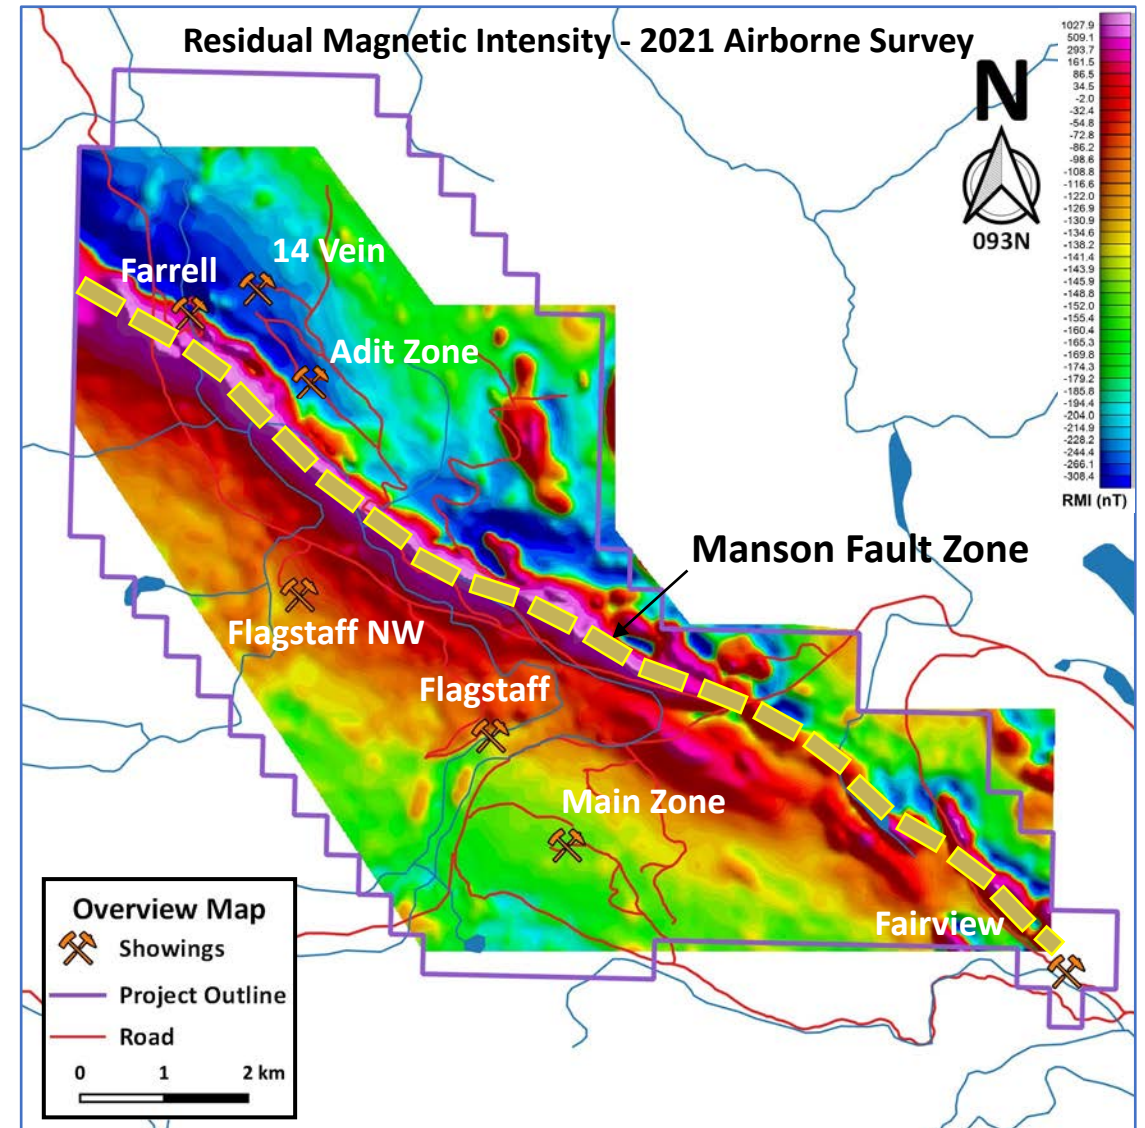 Residual Magnetic Intensity - 2021 Airborne Survey
N
093N
1027.9
509.1
293.7
161.5
86.5
34.5
-2.0
-32.4
-54.8
-72.8
-86.2
-98.6
-108.8
-116.6
-122.0
-126.9
-130.9
-134.6
-138.2
-141.4
-143.9
-145.9
-148.8
-152.0
-155.4
-160.4
-165.3
-169.8
-174.3
-179.2
-185.8
-194.4
-204.0
-214.9
-228.2
-244.4
-266.1
-308.4
RMI (nT)
14 Vein
Farrell
Adit Zone
Manson Fault Zone
Flagstaff NW
Flagstaff
Main Zone
Fairview
Overview Map
Showings
Project Outline
Road
0 1 2 km